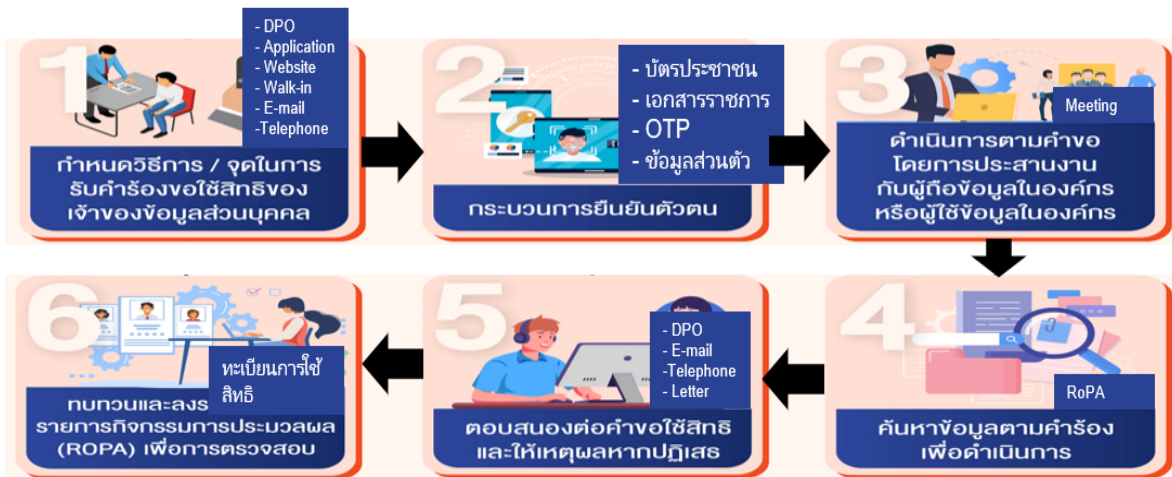 1
- DPO
- Application
- Website
- Walk-in
- E-mail
-Telephone
กำหนดวิธีการ / จุดในการ
รับคำร้องขอใช้สิทธิของ
เจ้าของข้อมูลส่วนบุคคล
2
- บัตรประชาชน
- เอกสารราชการ
- OTP
- ข้อมูลส่วนตัว
กระบวนการยืนยันตัวตน
3
Meeting
ดำเนินการตามคำขอ
โดยการประสานงาน
กับผู้ถือข้อมูลในองค์กร
หรือผู้ใช้ข้อมูลในองค์กร
4
RoPA
ค้นหาข้อมูลตามคำร้อง
เพื่อดำเนินการ
5
- DPO
- E-mail
-Telephone
- Letter
ตอบสนองต่อคำขอใช้สิทธิ
และให้เหตุผลหากปฏิเสธ
6
ทะเบียนการใช้
สิทธิ
ทบทวนและลงร
รายการกิจกรรมการประมวลผล
(ROPA) เพื่อการตรวจสอบ